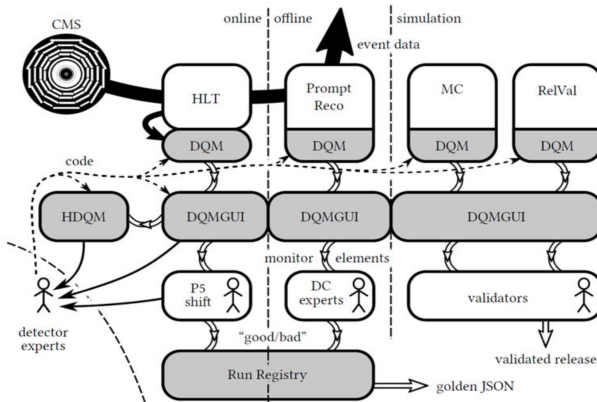 CMS
online
offline
simulation
event data
HLT
Prompt
Reco
MC
RelVal
DQM
DQM
DQM
DQM
code
HDQM
DQMGUI
DQMGUI
DQMGUI
monitor
elements
P5
shift
DC
experts
validators
detector
experts
“good/bad”
validated release
Run Registry
golden JSON